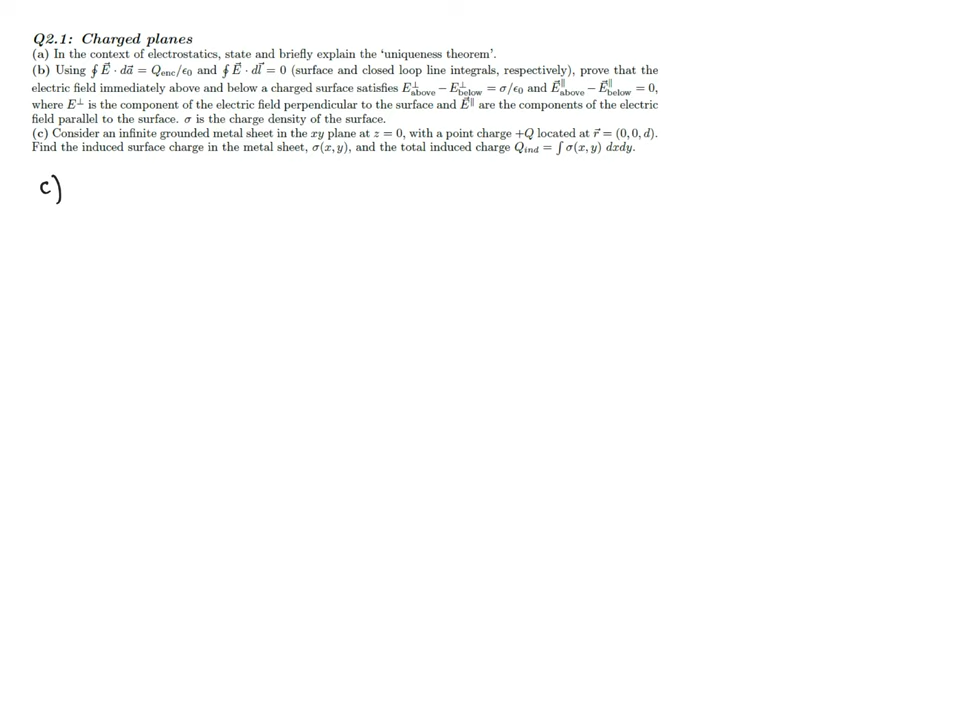 Q2.1: Charged planes
(a) In the context of electrostatics, state and briefly explain the 'uniqueness theorem'.
(b) Using ∮ E⃗ · da⃗ = Q_enc/ϵ₀ and ∮ E⃗ · dl⃗ = 0 (surface and closed loop line integrals, respectively), prove that the
electric field immediately above and below a charged surface satisfies E^⊥_above − E^⊥_below = σ/ϵ₀ and E⃗^∥_above − E⃗^∥_below = 0,
where E^⊥ is the component of the electric field perpendicular to the surface and E⃗^∥ are the components of the electric
field parallel to the surface. σ is the charge density of the surface.
(c) Consider an infinite grounded metal sheet in the xy plane at z = 0, with a point charge +Q located at r⃗ = (0, 0, d).
Find the induced surface charge in the metal sheet, σ(x, y), and the total induced charge Q_ind = ∫ σ(x, y) dxdy.
c)